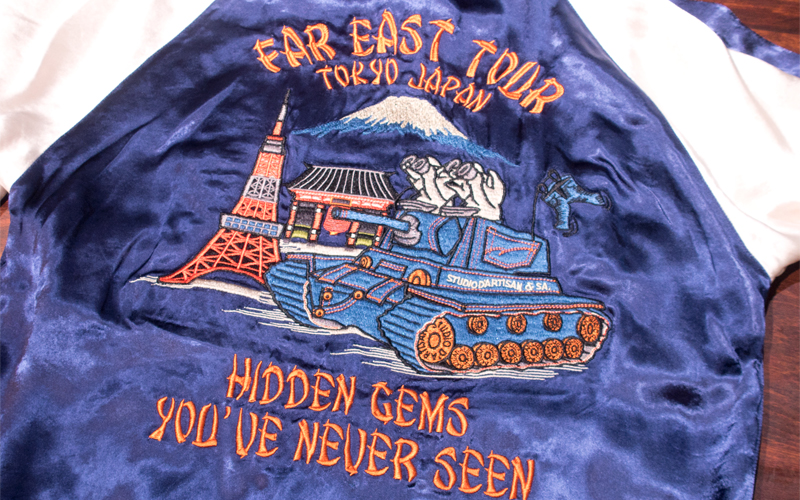 FAR EAST TOUR
TOKYO JAPAN
STUDIO D'ARTISAN & SA.
HIDDEN GEMS
YOU'VE NEVER SEEN